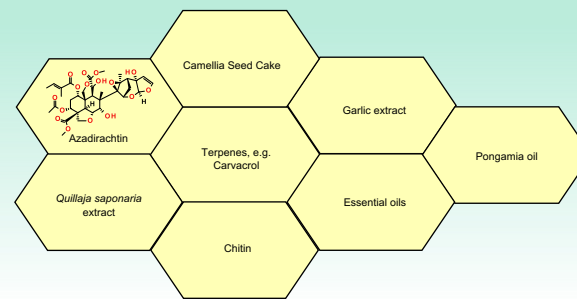 Camellia Seed Cake
Azadirachtin
Garlic extract
Terpenes, e.g.
Carvacrol
Pongamia oil
Quillaja saponaria
extract
Essential oils
Chitin